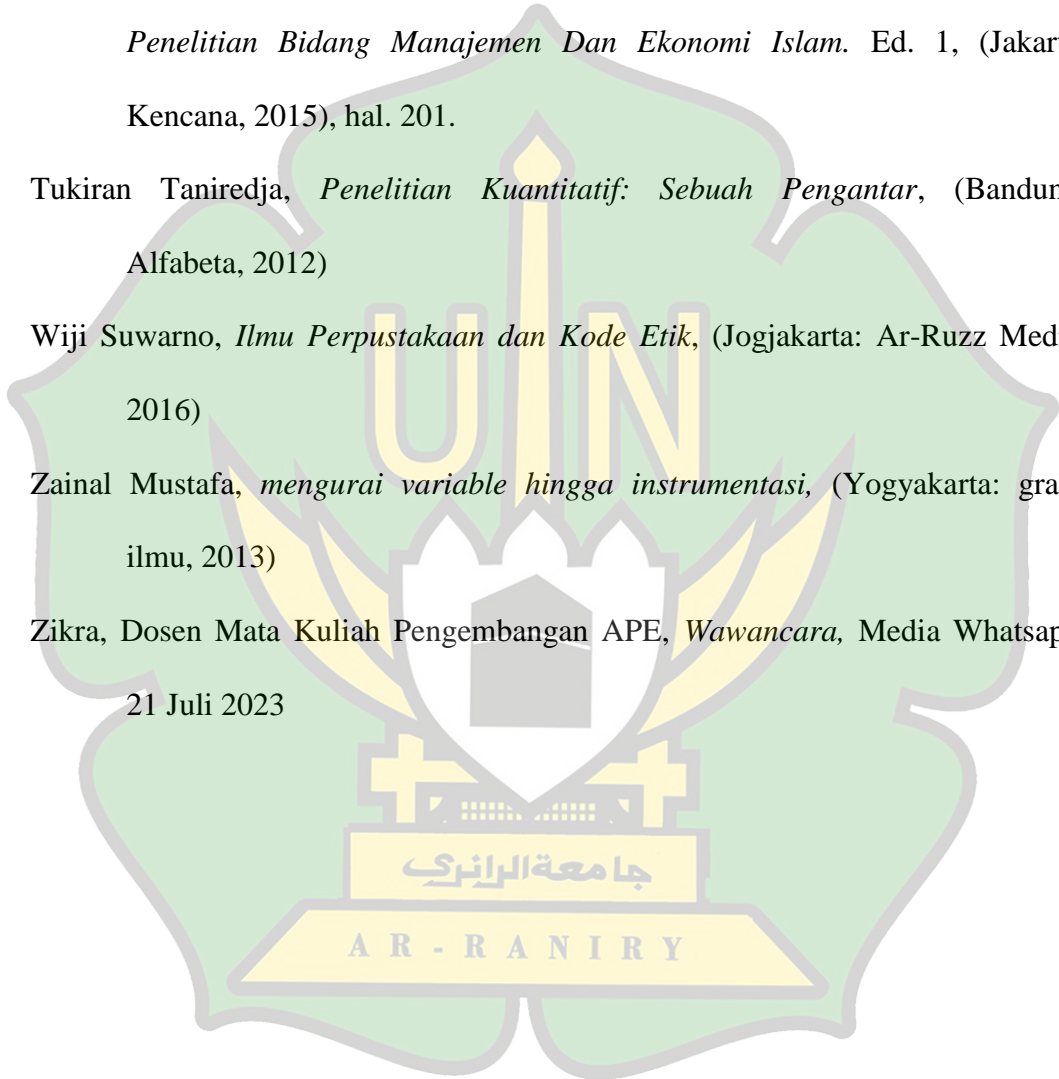 Penelitian Bidang Manajemen Dan Ekonomi Islam. Ed. 1, (Jakart
Kencana, 2015), hal. 201.
Tukiran Taniredja, Penelitian Kuantitatif: Sebuah Pengantar, (Bandun
Alfabeta, 2012)
Wiji Suwarno, Ilmu Perpustakaan dan Kode Etik, (Jogjakarta: Ar-Ruzz Medi
2016)
Zainal Mustafa, mengurai variable hingga instrumentasi, (Yogyakarta: gra
ilmu, 2013)
Zikra, Dosen Mata Kuliah Pengembangan APE, Wawancara, Media Whatsap
21 Juli 2023
UIN
جامعةالرانري
AR-RANIRY